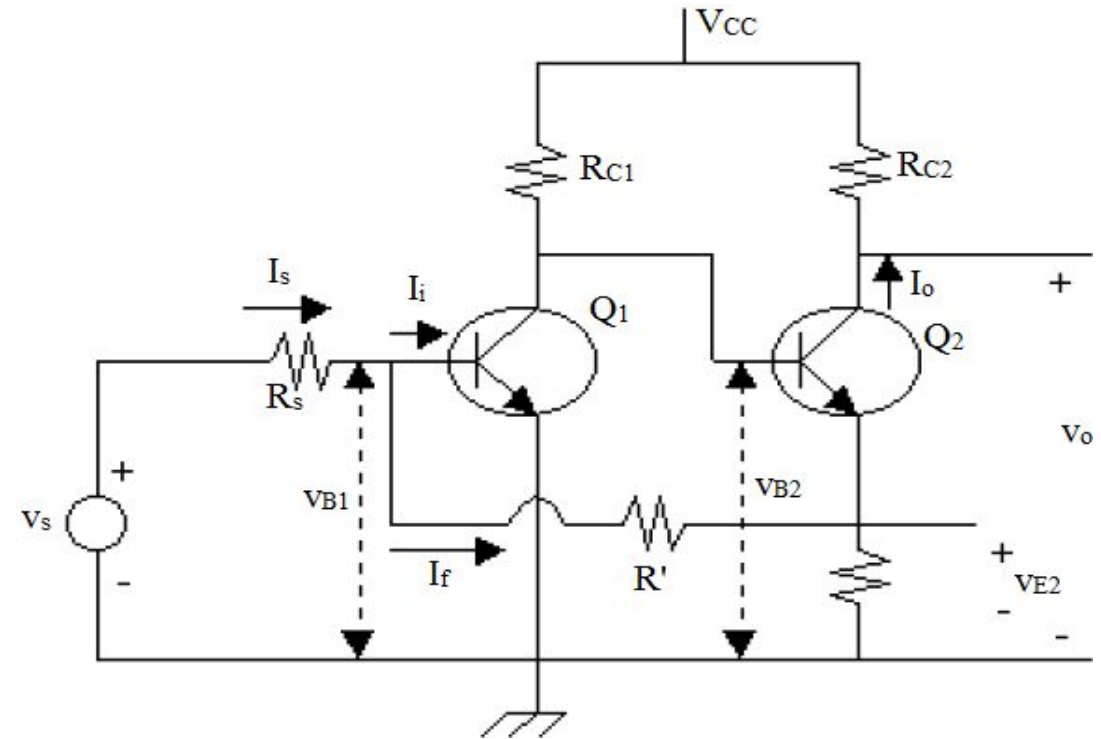 VCC
RC1
RC2
Is
Ii
Q1
Io
+
Q2
Rs
vo
+
vB1
vB2
vs
-
If
R'
+
vE2
-
-